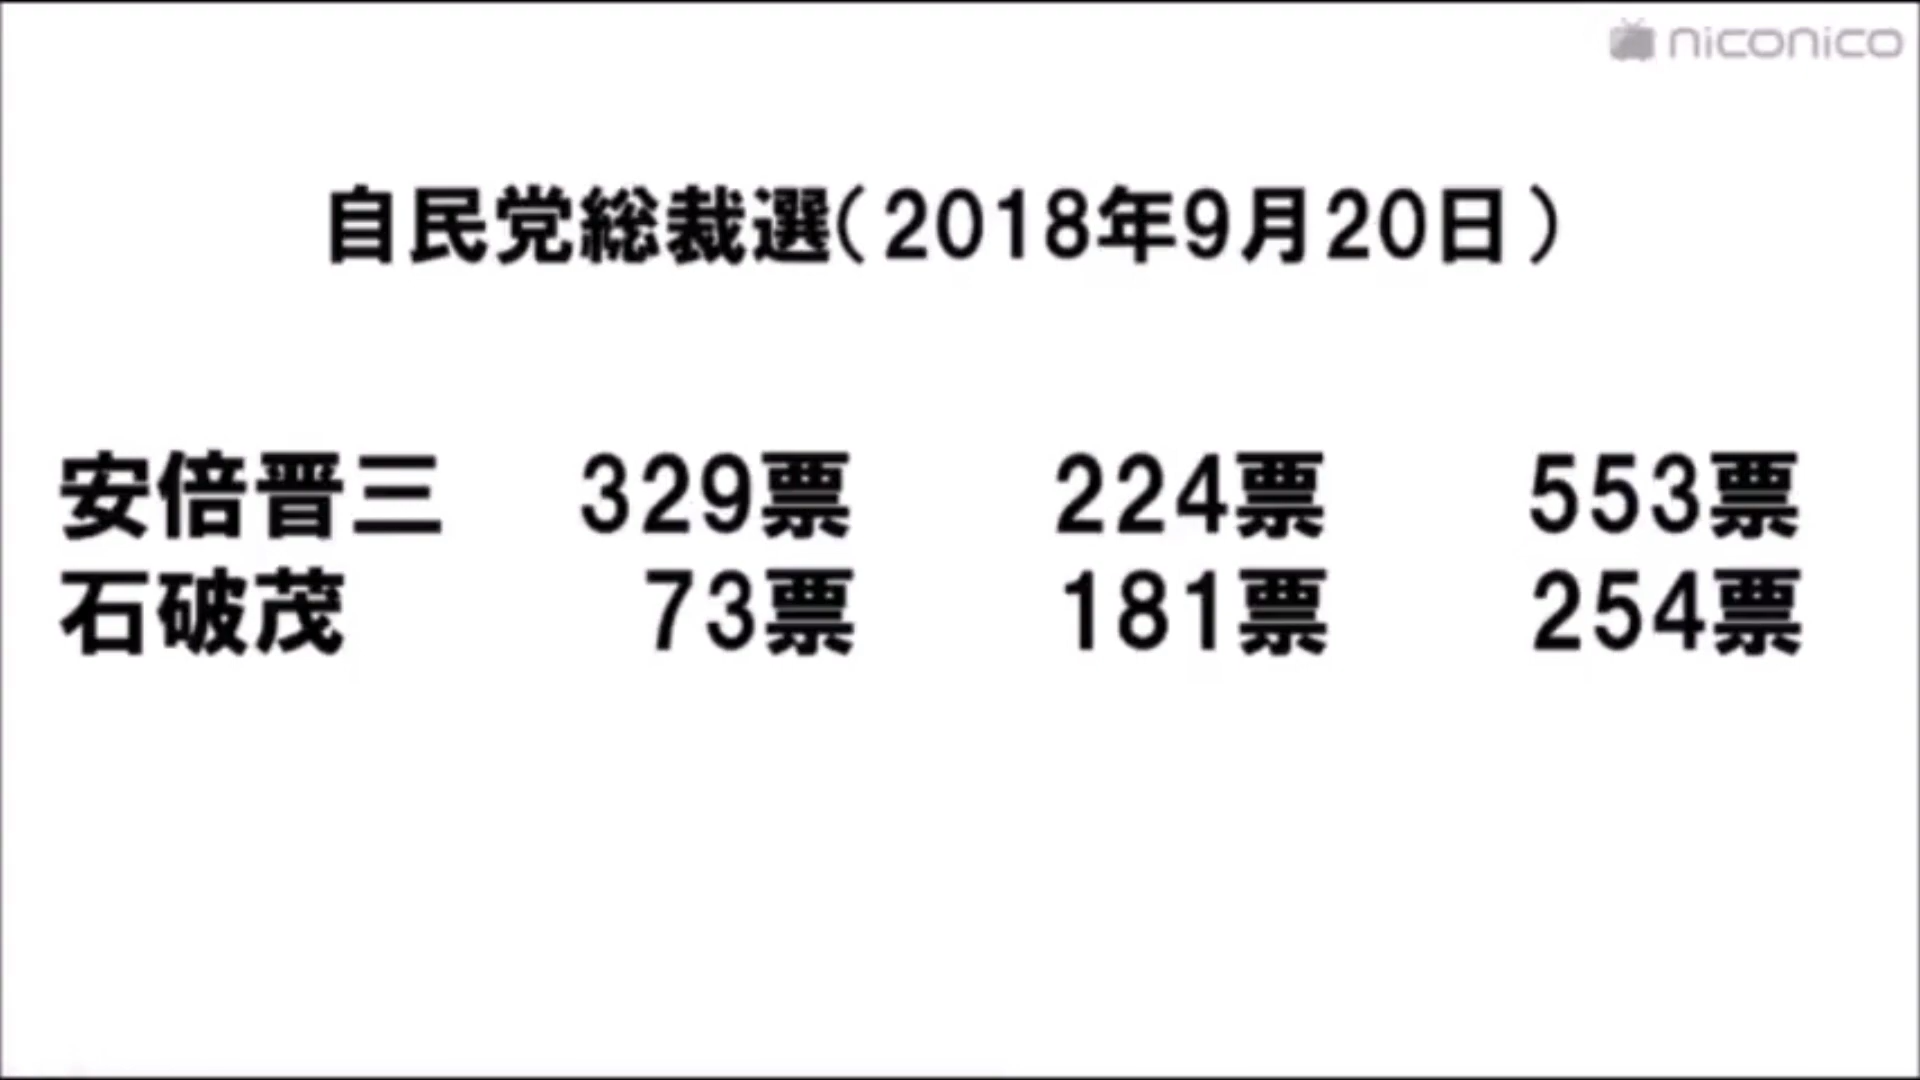 niconico
自民党総裁選(2018年9月20日)
安倍晋三 329票 224票 553票
石破茂 73票 181票 254票